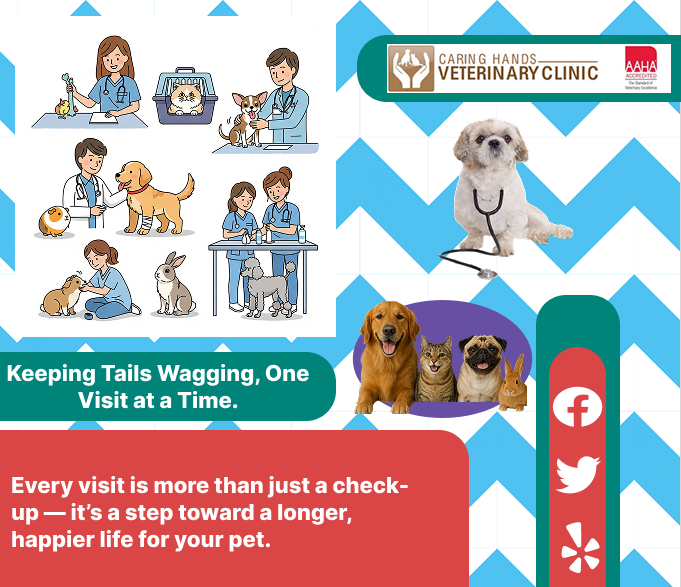 CARING HANDS
VETERINARY CLINIC
AAHA
ACCREDITED
The Standard of
Veterinary Excellence
Keeping Tails Wagging, One
Visit at a Time.
Every visit is more than just a check-
up — it's a step toward a longer,
happier life for your pet.